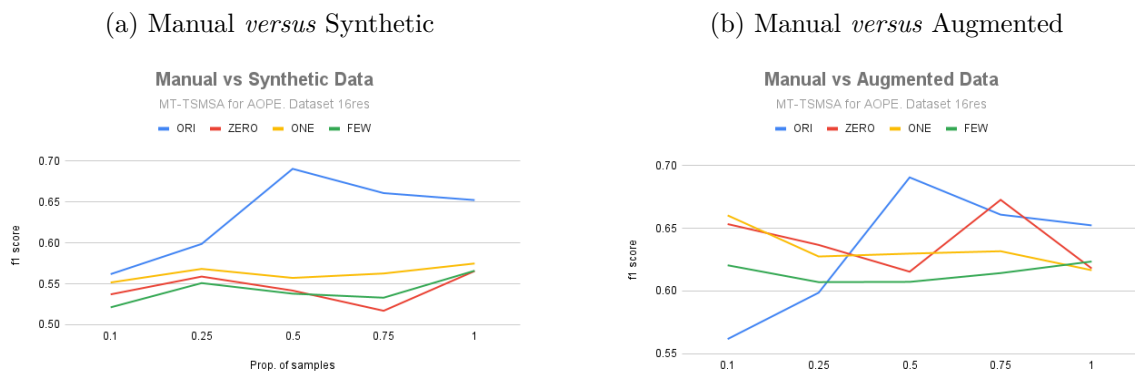 (a) Manual versus Synthetic
Manual vs Synthetic Data
MT-TSMSA for AOPE. Dataset 16res
ORI ZERO ONE FEW
f1 score
0.70
0.65
0.60
0.55
0.50
0.1 0.25 0.5 0.75 1
Prop. of samples
(b) Manual versus Augmented
Manual vs Augmented Data
MT-TSMSA for AOPE. Dataset 16res
ORI ZERO ONE FEW
f1 score
0.70
0.65
0.60
0.55
0.1 0.25 0.5 0.75 1